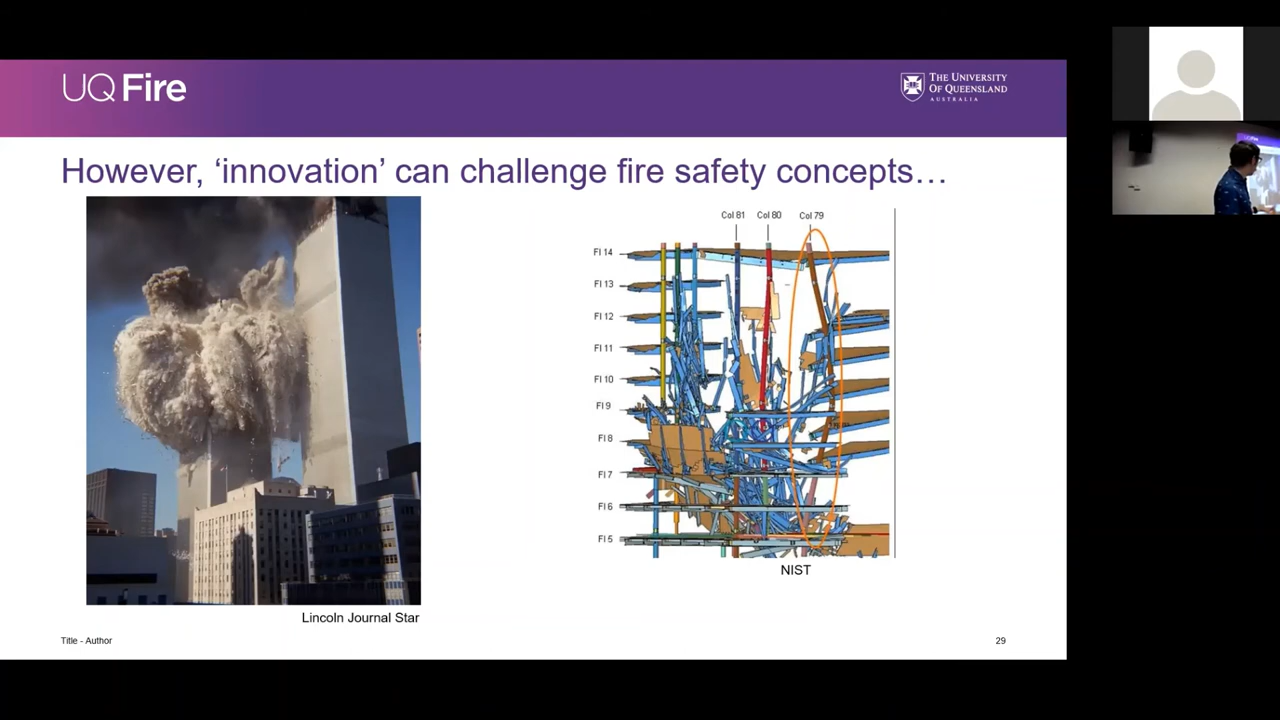 UQ Fire
THE UNIVERSITY
OF QUEENSLAND
AUSTRALIA
However, ‘innovation’ can challenge fire safety concepts…
Col 81 Col 80 Col 79
Fl 14
Fl 13
Fl 12
Fl 11
Fl 10
Fl 9
Fl 8
Fl 7
Fl 6
Fl 5
NIST
Lincoln Journal Star
Title - Author
29